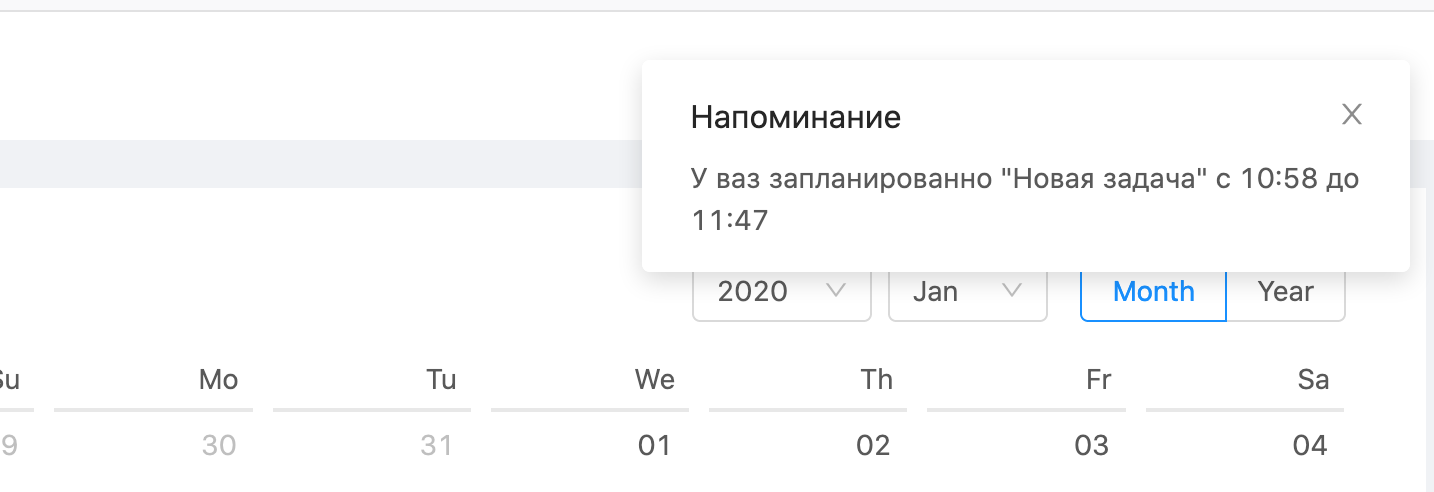 Напоминание
У ваз запланированно "Новая задача" с 10:58 до
11:47
2020 Jan Month Year
Su Mo Tu We Th Fr Sa
9 30 31 01 02 03 04